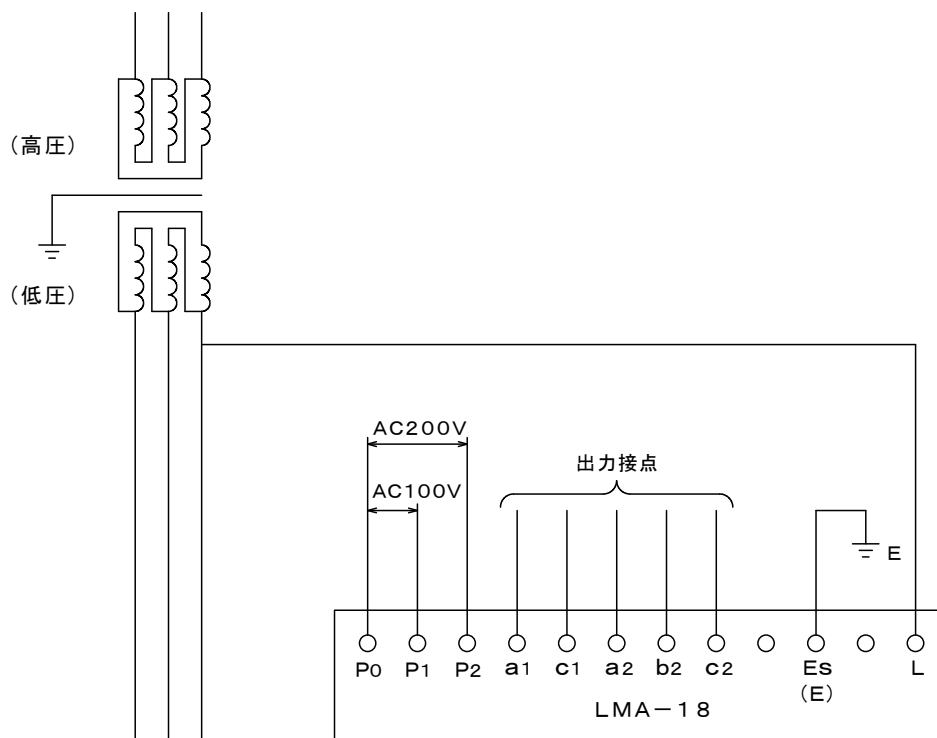 （高圧）
（低圧）
AC200V
AC100V
出力接点
E
P0 P1 P2 a1 c1 a2 b2 c2 Es L
（E）
LMA－18